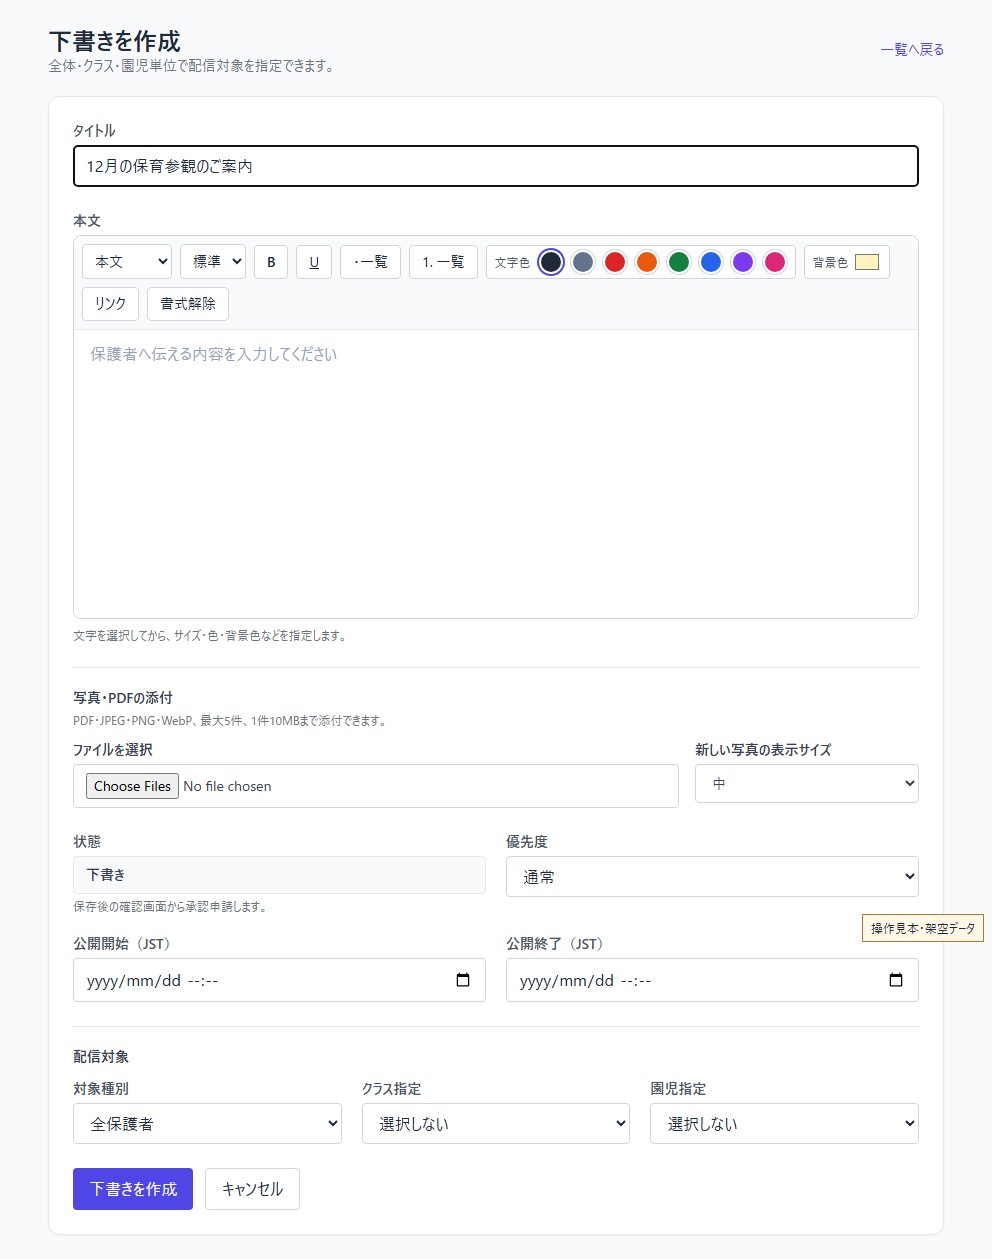 下書きを作成
全体・クラス・園児単位で配信対象を指定できます。
一覧へ戻る
タイトル
12月の保育参観のご案内
本文
本文 標準 B U ・一覧 1. 一覧 文字色 背景色
リンク 書式解除
保護者へ伝える内容を入力してください
文字を選択してから、サイズ・色・背景色などを指定します。
写真・PDFの添付
PDF・JPEG・PNG・WebP、最大5件、1件10MBまで添付できます。
ファイルを選択 新しい写真の表示サイズ
Choose Files No file chosen 中
状態 優先度
下書き 通常
保存後の確認画面から承認申請します。
操作見本・架空データ
公開開始（JST） 公開終了（JST）
yyyy/mm/dd --:-- yyyy/mm/dd --:--
配信対象
対象種別 クラス指定 園児指定
全保護者 選択しない 選択しない
下書きを作成 キャンセル